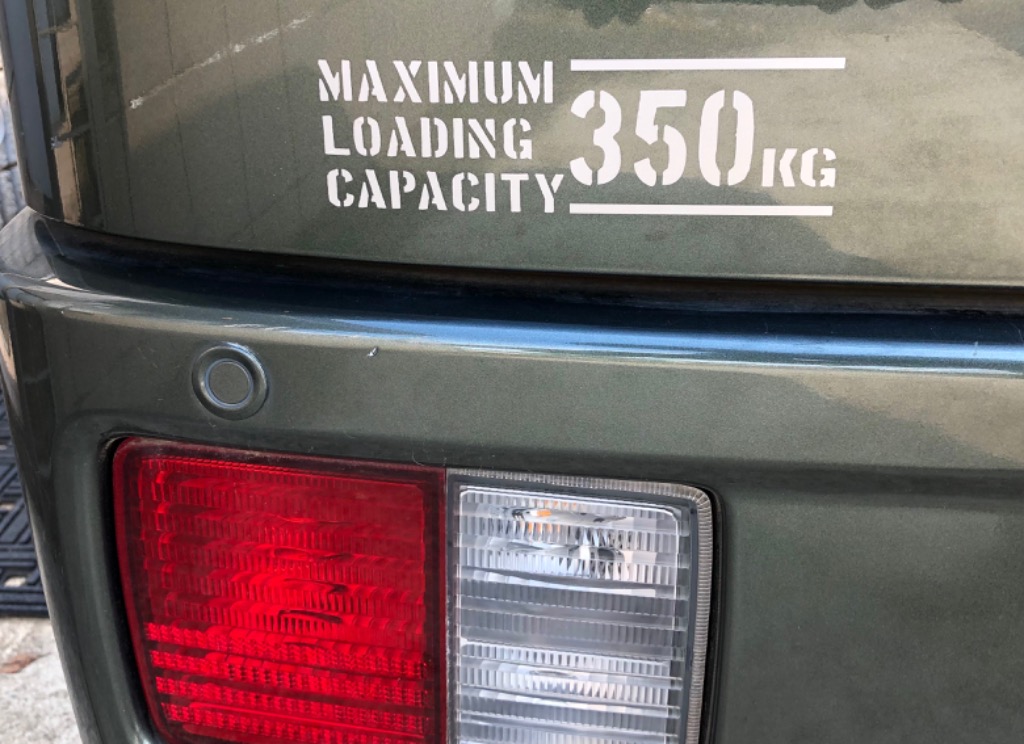 MAXIMUM
LOADING
CAPACITY
350KG